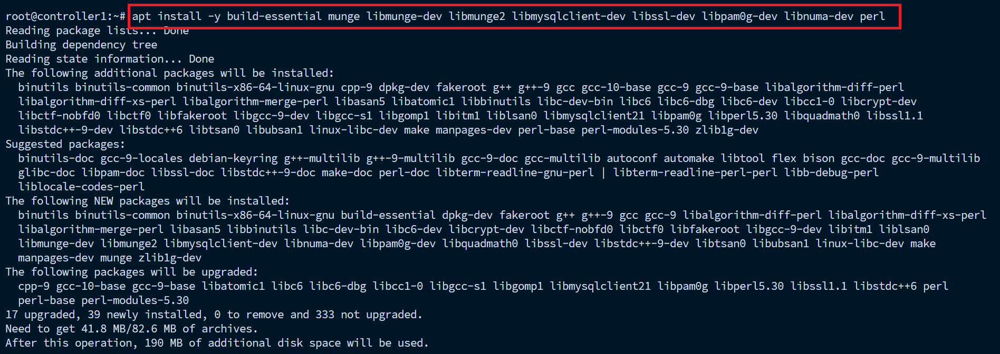 root@controller1:~# apt install -y build-essential munge libmunge-dev libmunge2 libmysqlclient-dev libssl-dev libpam0g-dev libnuma-dev perl
Reading package lists... Done
Building dependency tree
Reading state information... Done
The following additional packages will be installed:
  binutils binutils-common binutils-x86-64-linux-gnu cpp-9 dpkg-dev fakeroot g++ g++-9 gcc gcc-10-base gcc-9 gcc-9-base libalgorithm-diff-perl
  libalgorithm-diff-xs-perl libalgorithm-merge-perl libasan5 libatomic1 libbinutils libc-dev-bin libc6 libc6-dbg libc6-dev libcc1-0 libcrypt-dev
  libctf-nobfd0 libctf0 libfakeroot libgcc-9-dev libgcc-s1 libgomp1 libitm1 liblsan0 libmysqlclient21 libpam0g libperl5.30 libquadmath0 libssl1.1
  libstdc++-9-dev libstdc++6 libtsan0 libubsan1 linux-libc-dev make manpages-dev perl-base perl-modules-5.30 zlib1g-dev
Suggested packages:
  binutils-doc gcc-9-locales debian-keyring g++-multilib g++-9-multilib gcc-9-doc gcc-multilib autoconf automake libtool flex bison gcc-doc gcc-9-multilib
  glibc-doc libpam-doc libssl-doc libstdc++-9-doc make-doc perl-doc libterm-readline-gnu-perl | libterm-readline-perl-perl libb-debug-perl
  liblocale-codes-perl
The following NEW packages will be installed:
  binutils binutils-common binutils-x86-64-linux-gnu build-essential dpkg-dev fakeroot g++ g++-9 gcc gcc-9 libalgorithm-diff-perl libalgorithm-diff-xs-perl
  libalgorithm-merge-perl libasan5 libbinutils libc-dev-bin libc6-dev libcrypt-dev libctf-nobfd0 libctf0 libfakeroot libgcc-9-dev libitm1 liblsan0
  libmunge-dev libmunge2 libmysqlclient-dev libnuma-dev libpam0g-dev libquadmath0 libssl-dev libstdc++-9-dev libtsan0 libubsan1 linux-libc-dev make
  manpages-dev munge zlib1g-dev
The following packages will be upgraded:
  cpp-9 gcc-10-base gcc-9-base libatomic1 libc6 libc6-dbg libcc1-0 libgcc-s1 libgomp1 libmysqlclient21 libpam0g libperl5.30 libssl1.1 libstdc++6 perl
  perl-base perl-modules-5.30
17 upgraded, 39 newly installed, 0 to remove and 333 not upgraded.
Need to get 41.8 MB/82.6 MB of archives.
After this operation, 190 MB of additional disk space will be used.